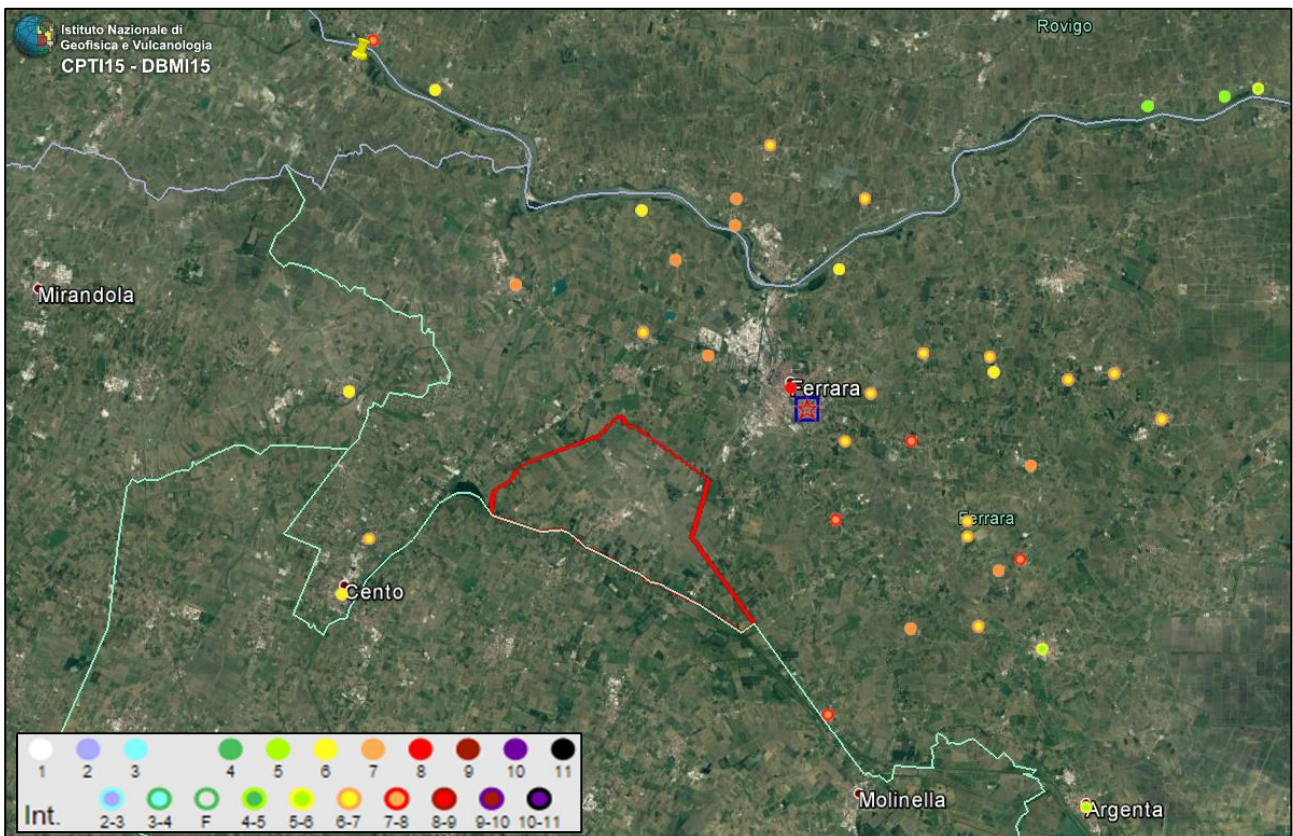 Istituto Nazionale di
Geofisica e Vulcanologia
CPTI15 - DBMI15
Rovigo
Mirandola
Ferrara
Ferrara
Cento
Molinella
Argenta
1 2 3 4 5 6 7 8 9 10 11
Int. 2-3 3-4 F 4-5 5-6 6-7 7-8 8-9 9-10 10-11